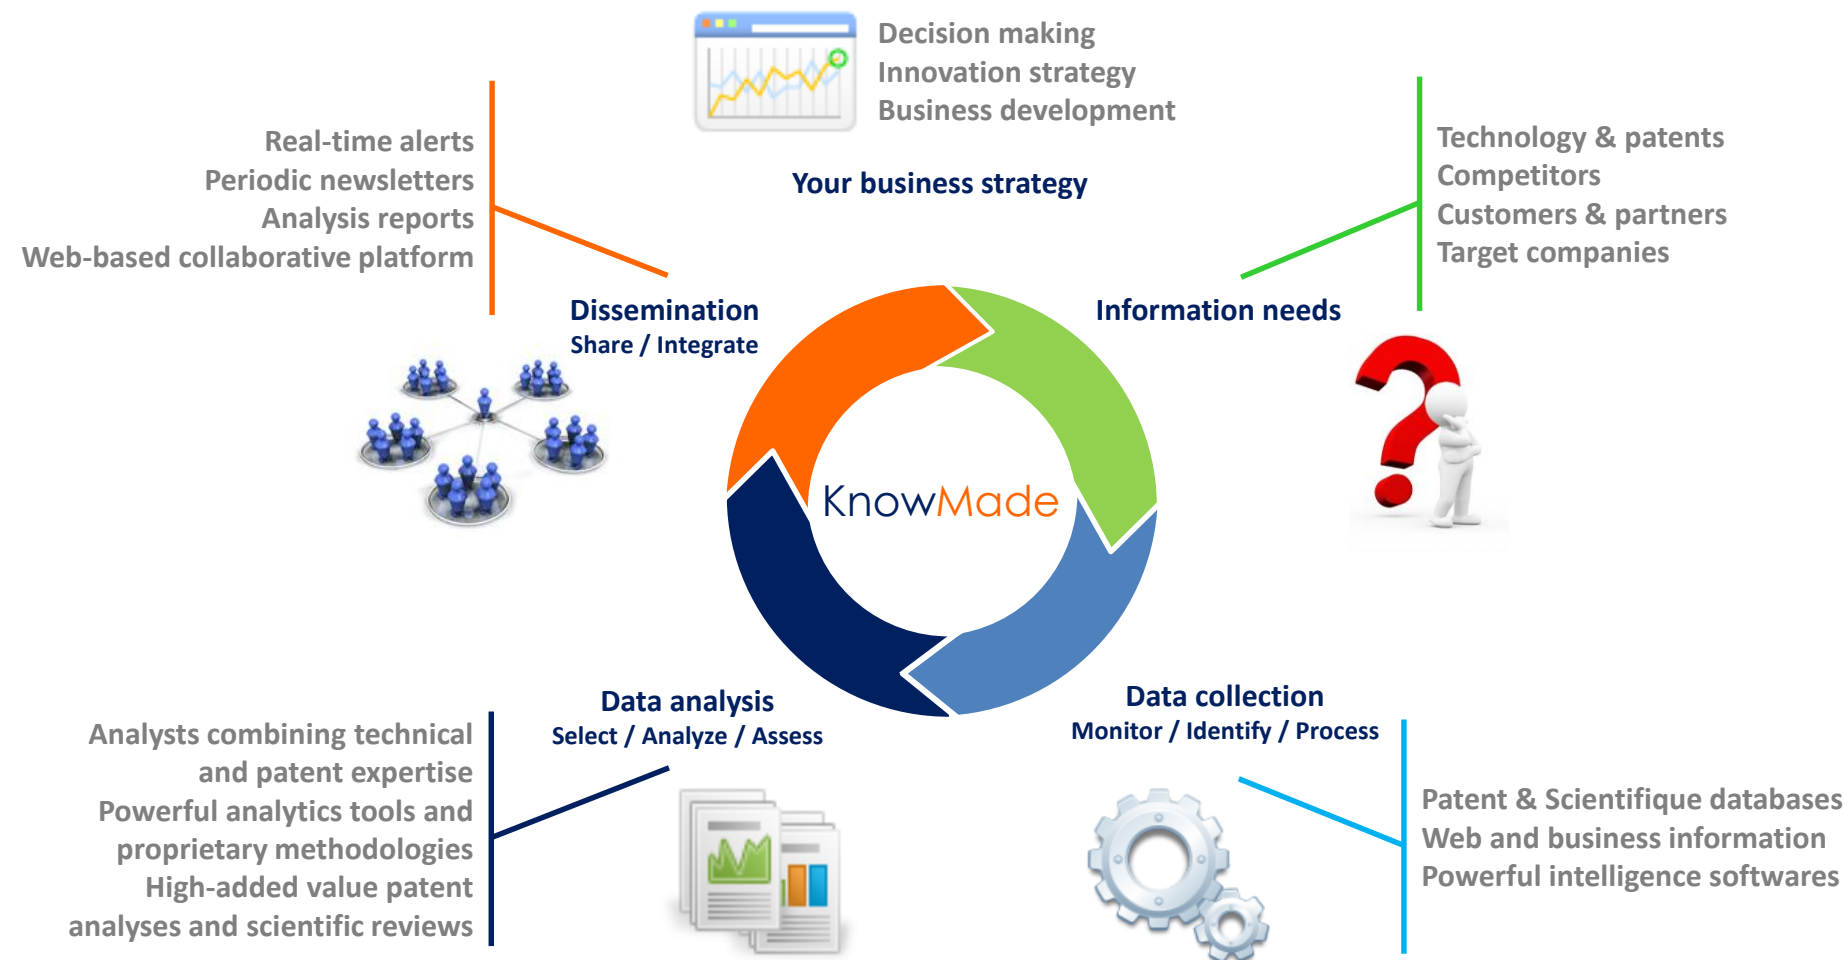 Decision making
Innovation strategy
Business development
Your business strategy
Real-time alerts
Periodic newsletters
Analysis reports
Web-based collaborative platform
Technology & patents
Competitors
Customers & partners
Target companies
Dissemination
Share / Integrate
Information needs
KnowMade
Data analysis
Select / Analyze / Assess
Data collection
Monitor / Identify / Process
Analysts combining technical
and patent expertise
Powerful analytics tools and
proprietary methodologies
High-added value patent
analyses and scientific reviews
Patent & Scientifique databases
Web and business information
Powerful intelligence softwares